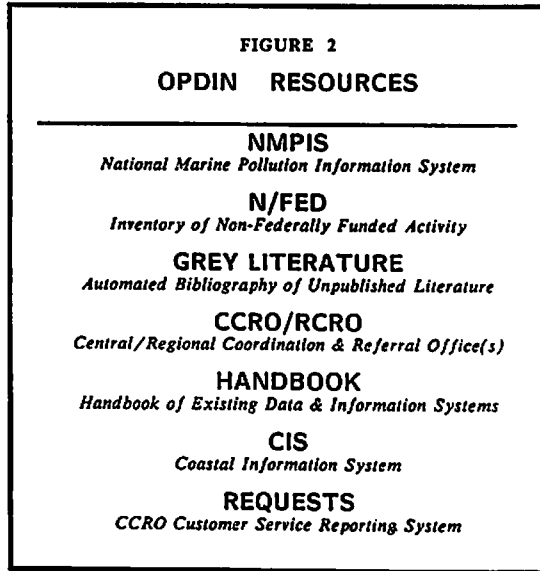 FIGURE 2
OPDIN RESOURCES
NMPIS
National Marine Pollution Information System
N/FED
Inventory of Non-Federally Funded Activity
GREY LITERATURE
Automated Bibliography of Unpublished Literature
CCRO/RCRO
Central/Regional Coordination & Referral Office(s)
HANDBOOK
Handbook of Existing Data & Information Systems
CIS
Coastal Information System
REQUESTS
CCRO Customer Service Reporting System